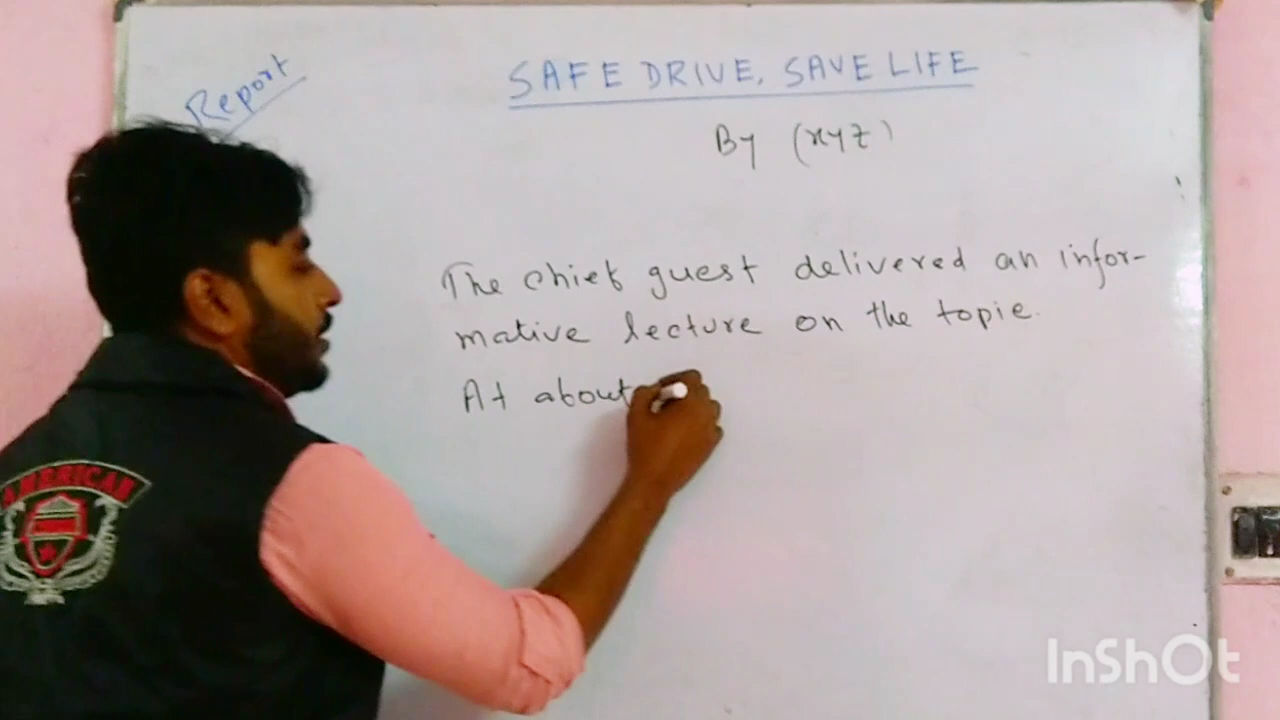 Report
SAFE DRIVE, SAVE LIFE
By (xyz)
The chief guest delivered an infor-
mative lecture on the topic.
At about
AMERICAN
InShOt